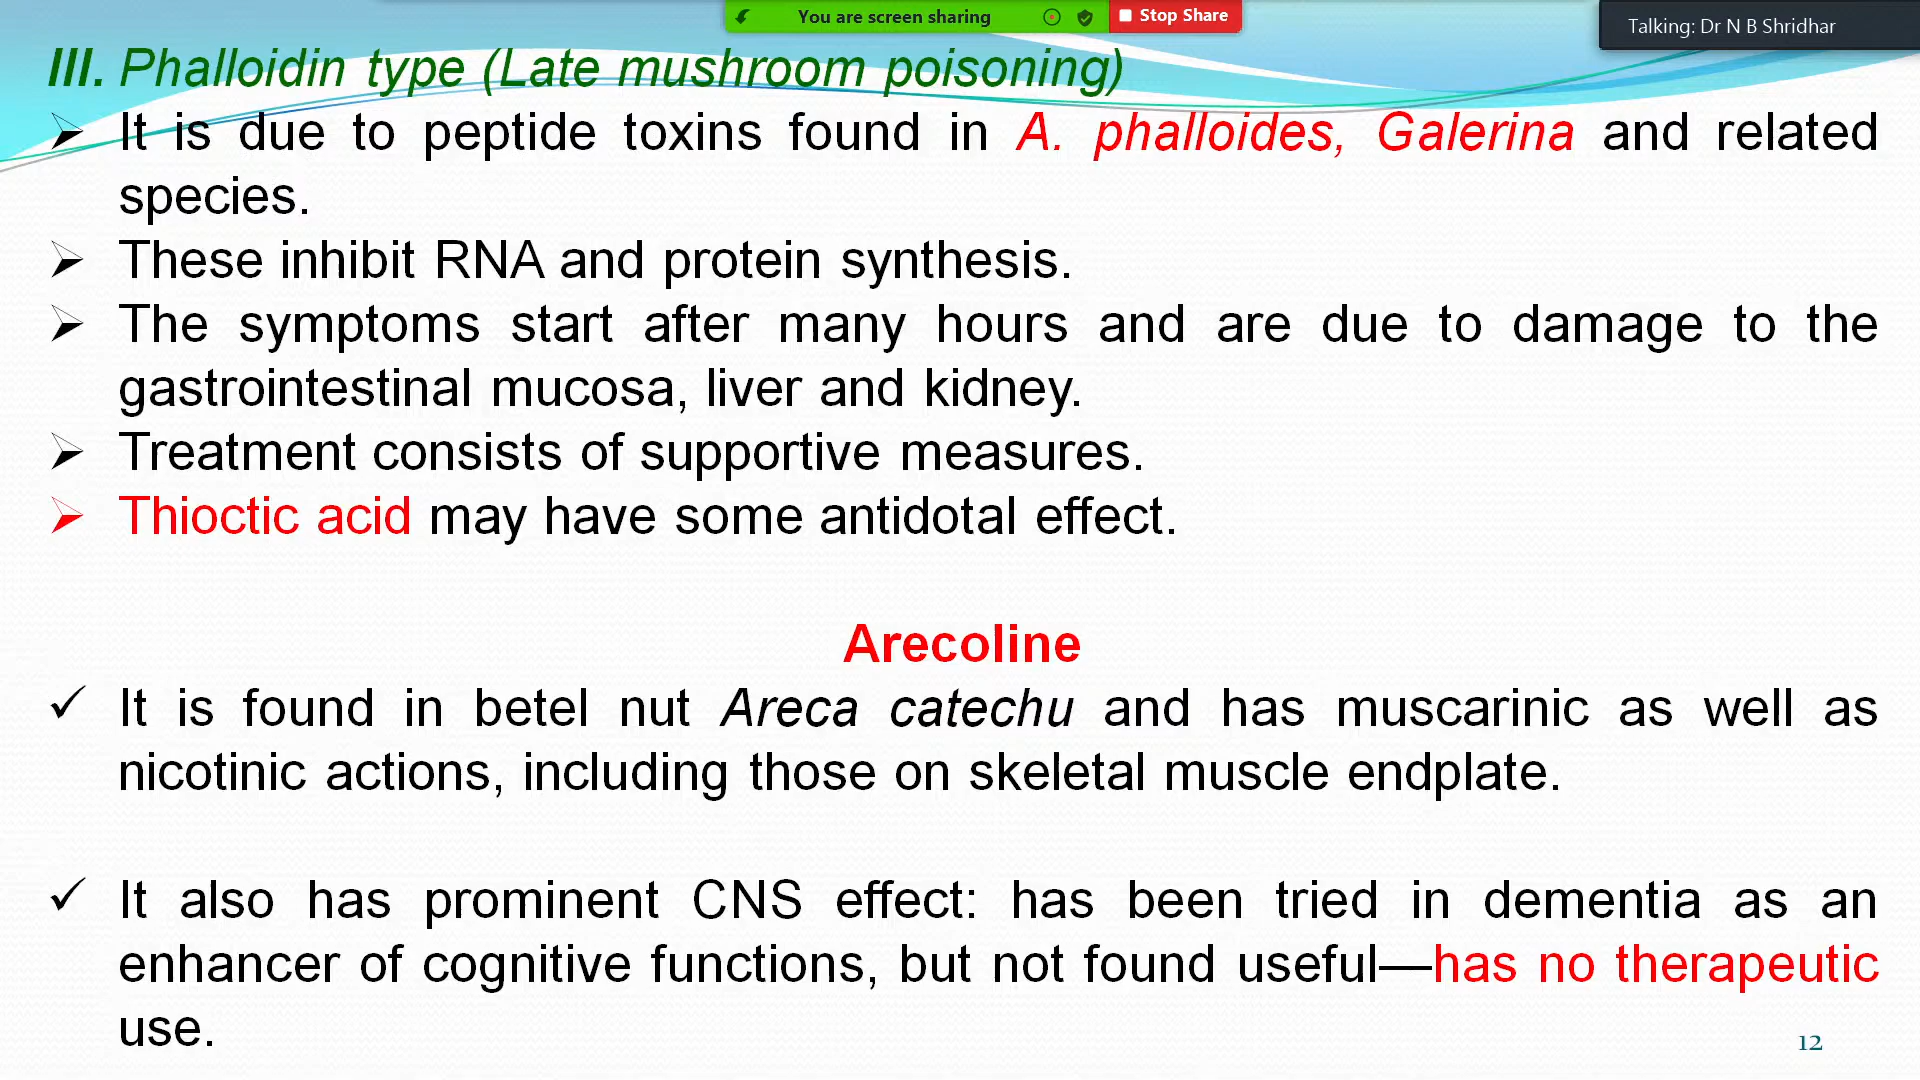 You are screen sharing
Stop Share
Talking: Dr N B Shridhar
III. Phalloidin type (Late mushroom poisoning)
It is due to peptide toxins found in A. phalloides, Galerina and related
species.
These inhibit RNA and protein synthesis.
The symptoms start after many hours and are due to damage to the
gastrointestinal mucosa, liver and kidney.
Treatment consists of supportive measures.
Thioctic acid may have some antidotal effect.
Arecoline
It is found in betel nut Areca catechu and has muscarinic as well as
nicotinic actions, including those on skeletal muscle endplate.
It also has prominent CNS effect: has been tried in dementia as an
enhancer of cognitive functions, but not found useful—has no therapeutic
use.
12